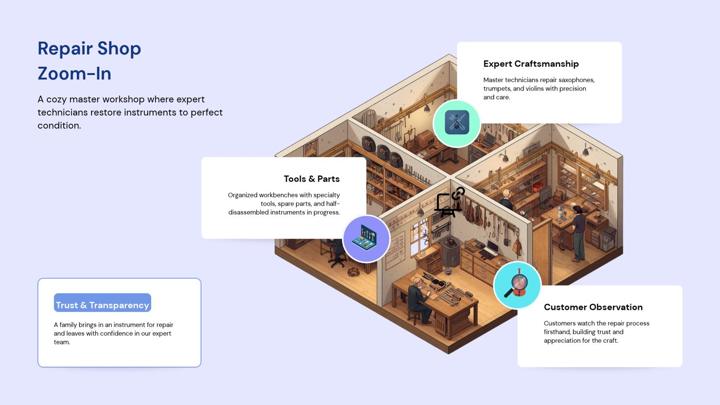 Repair Shop
Zoom-In
A cozy master workshop where expert
technicians restore instruments to perfect
condition.
Expert Craftsmanship
Master technicians repair saxophones,
trumpets, and violins with precision
and care.
Tools & Parts
Organized workbenches with specialty
tools, spare parts, and half-
disassembled instruments in progress.
Trust & Transparency
A family brings in an instrument for repair
and leaves with confidence in our expert
team.
Customer Observation
Customers watch the repair process
firsthand, building trust and
appreciation for the craft.